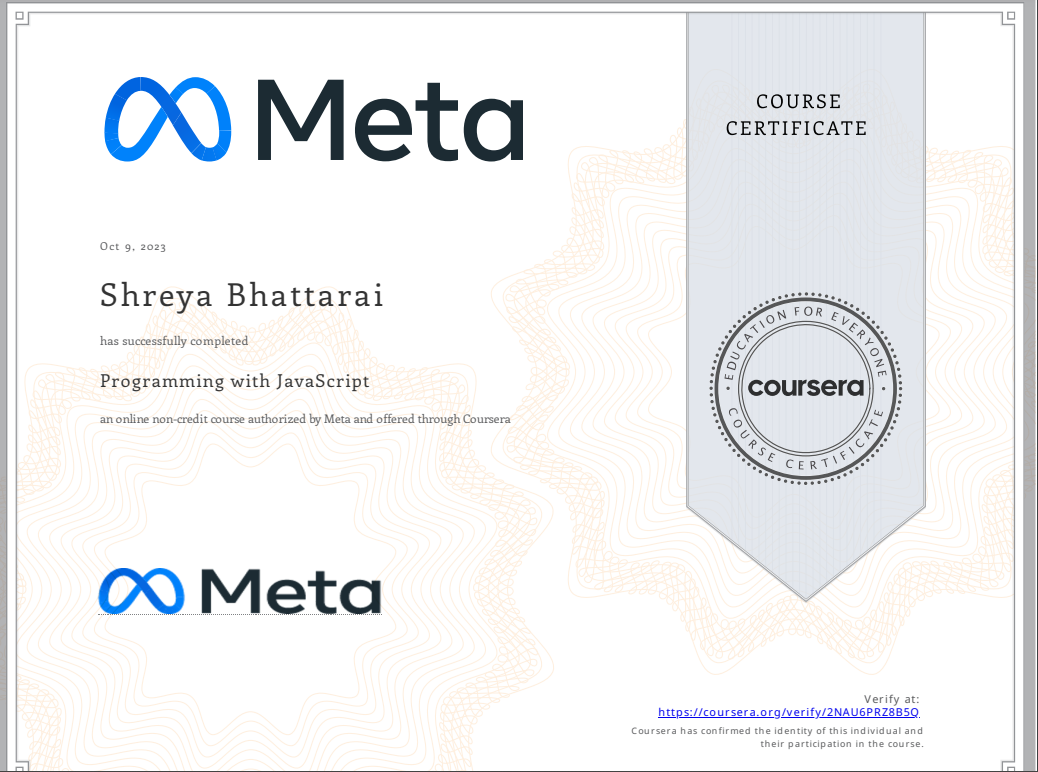 Meta
COURSE
CERTIFICATE
Oct 9, 2023
Shreya Bhattarai
has successfully completed
Programming with JavaScript
an online non-credit course authorized by Meta and offered through Coursera
EDUCATION FOR EVERYONE
coursera
COURSE CERTIFICATE
Meta
Verify at:
https://coursera.org/verify/2NAU6PRZ8B5Q
Coursera has confirmed the identity of this individual and
their participation in the course.